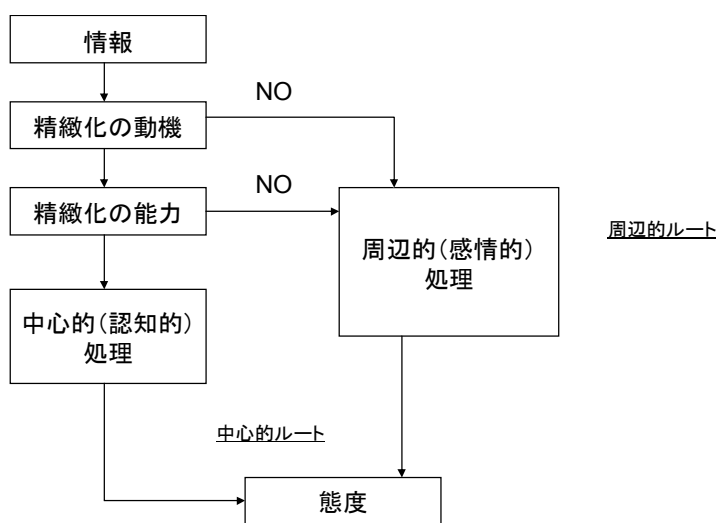 情報
NO
精緻化の動機
NO
精緻化の能力
周辺的ルート
周辺的（感情的）
処理
中心的（認知的）
処理
中心的ルート
態度